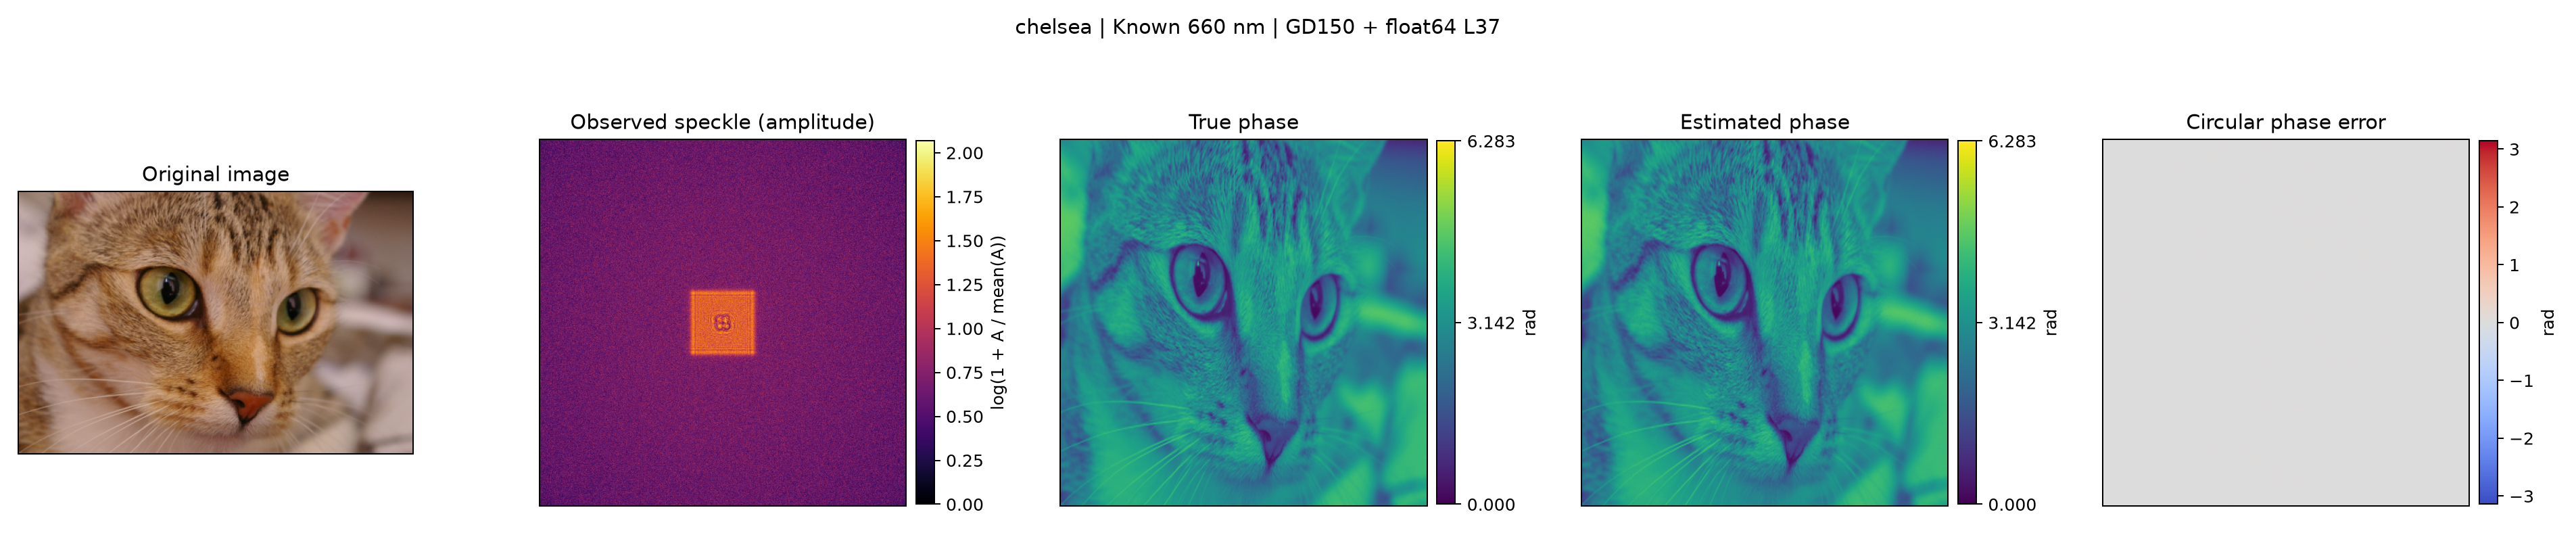 chelsea | Known 660 nm | GD150 + float64 L37
Original image
Observed speckle (amplitude)
2.00
1.75
1.50
1.25
1.00
0.75
0.50
0.25
0.00
log(1 + A / mean(A))
True phase
6.283
3.142
0.000
rad
Estimated phase
6.283
3.142
0.000
rad
Circular phase error
3
2
1
0
−1
−2
−3
rad